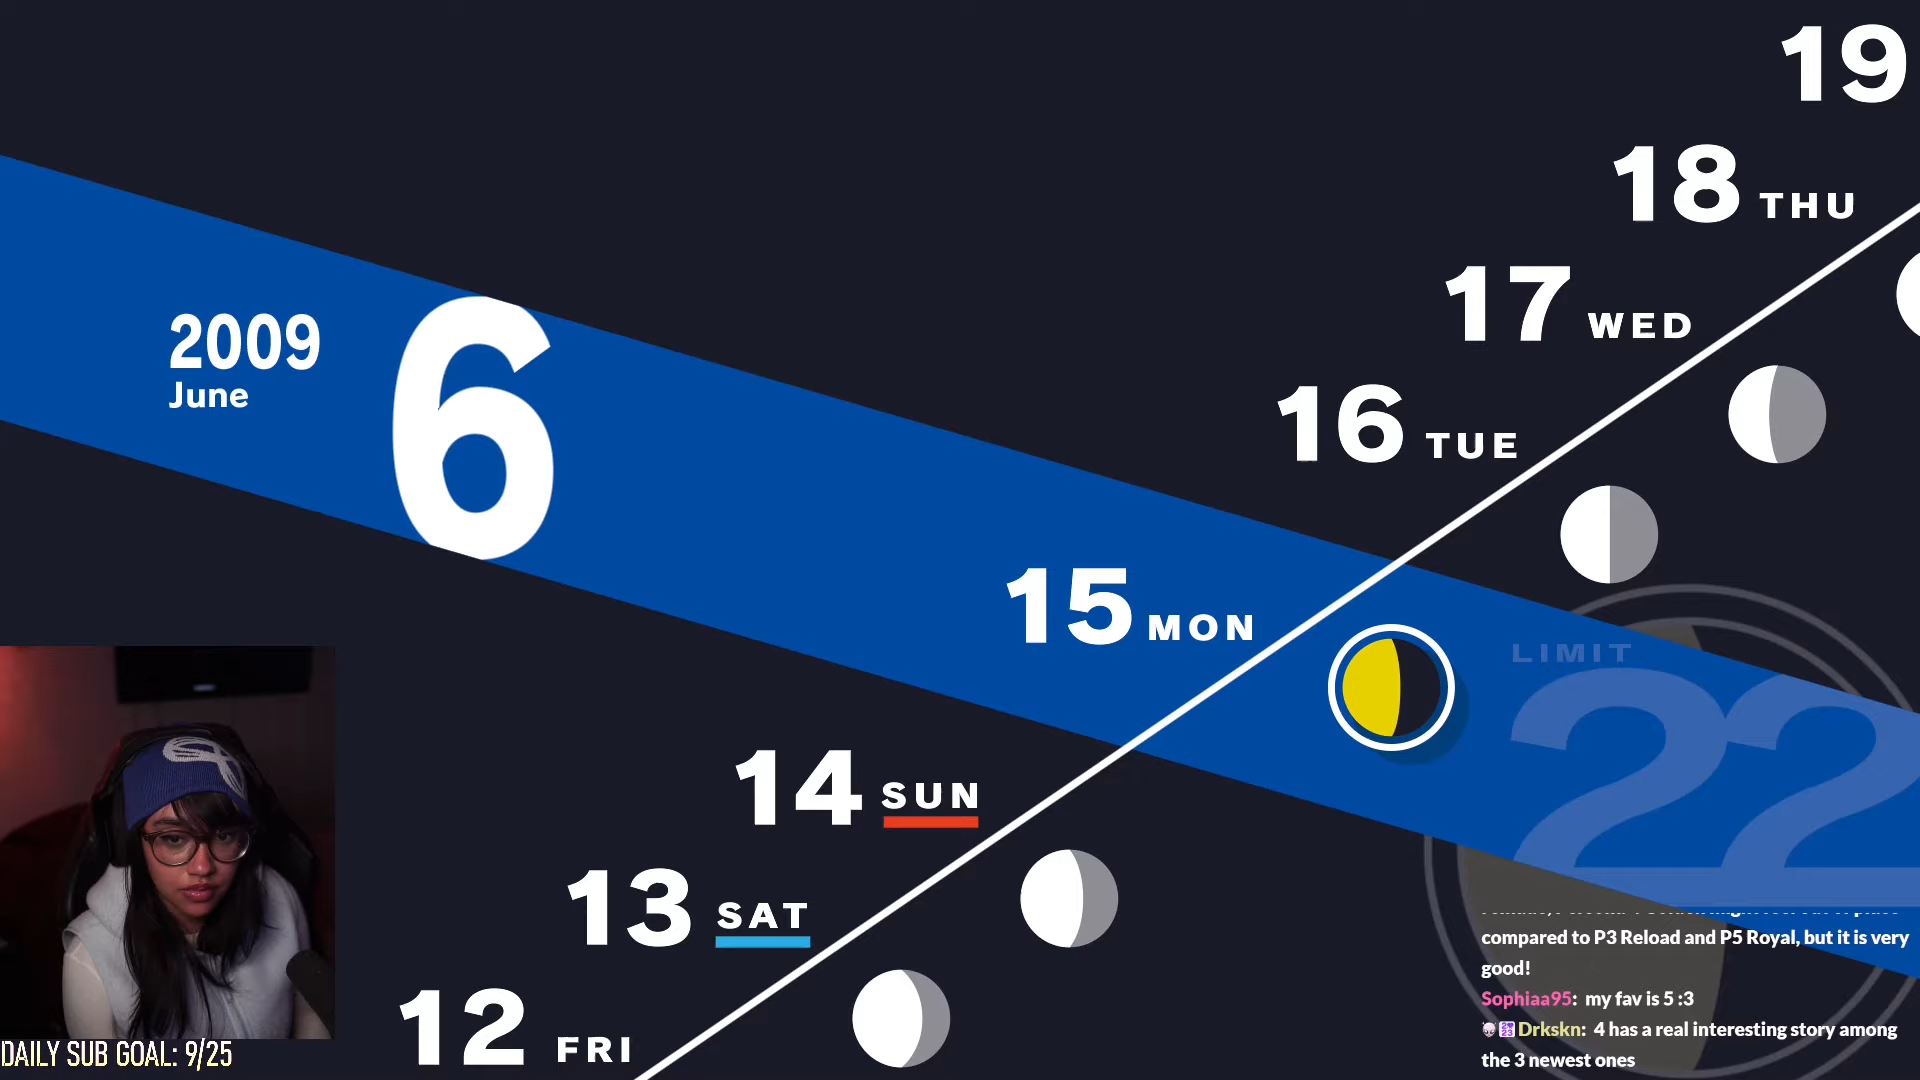 19
18 THU
17 WED
16 TUE
2009
June
6
15 MON
LIMIT
22
14 SUN
13 SAT
12 FRI
compared to P3 Reload and P5 Royal, but it is very
good!
Sophiaa95: my fav is 5 :3
Drkskn: 4 has a real interesting story among
the 3 newest ones
DAILY SUB GOAL: 9/25